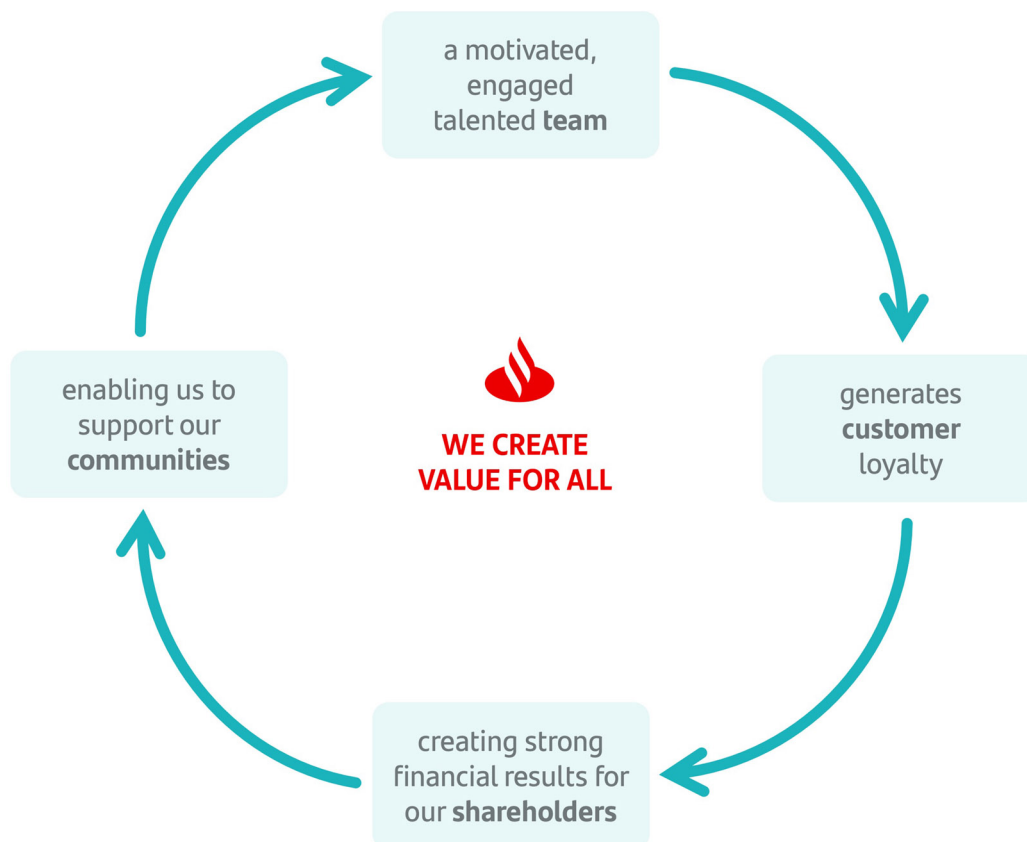 a motivated,
engaged
talented team
generates
customer
loyalty
creating strong
financial results for
our shareholders
enabling us to
support our
communities
WE CREATE
VALUE FOR ALL